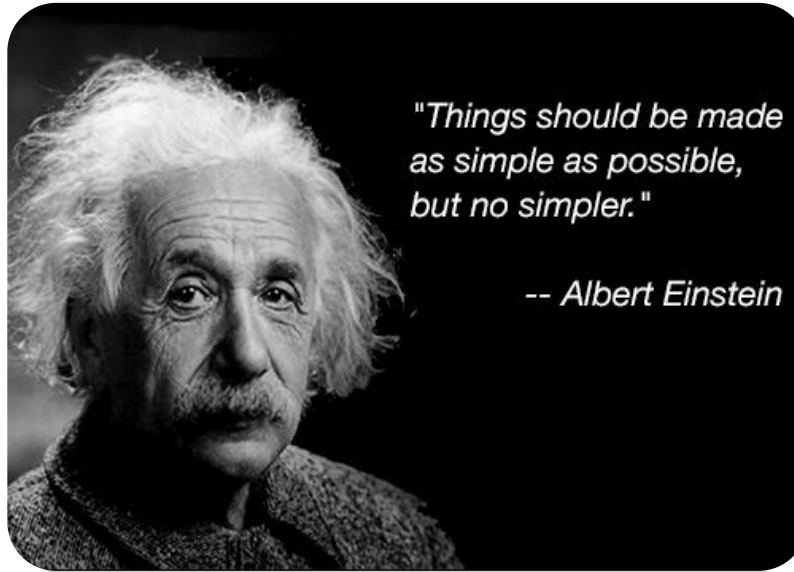 "Things should be made
as simple as possible,
but no simpler."
-- Albert Einstein